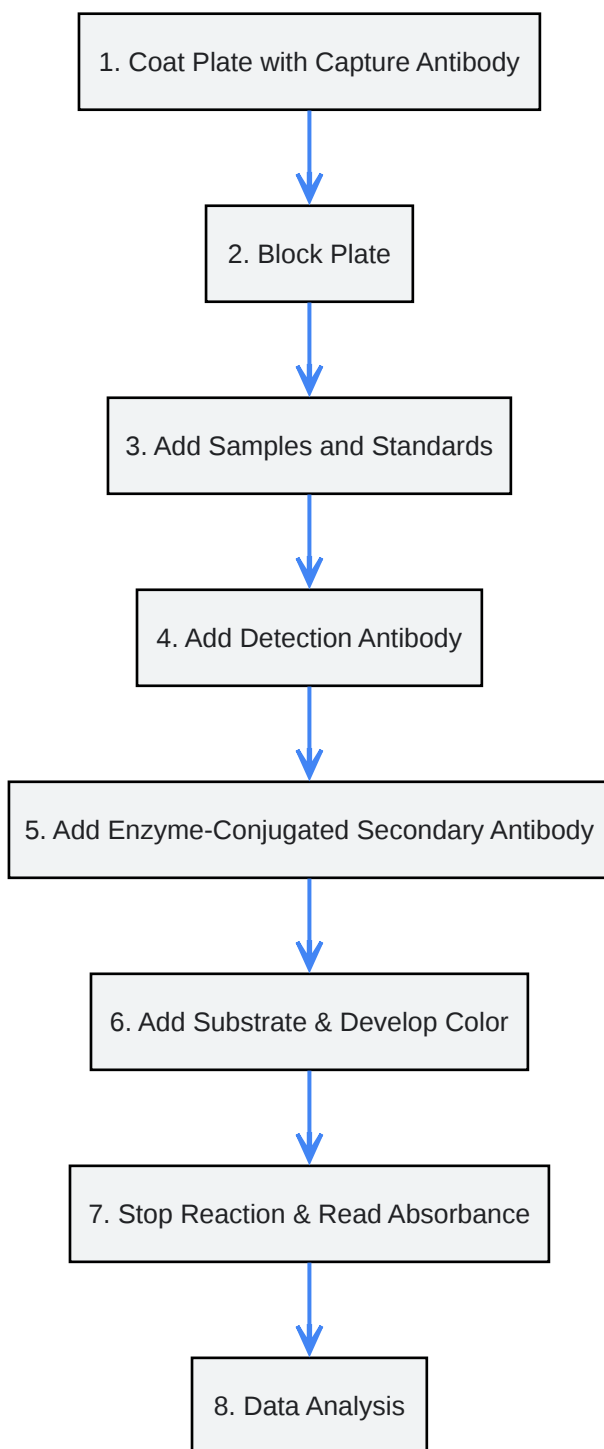 1. Coat Plate with Capture Antibody
2. Block Plate
3. Add Samples and Standards
4. Add Detection Antibody
5. Add Enzyme-Conjugated Secondary Antibody
6. Add Substrate & Develop Color
7. Stop Reaction & Read Absorbance
8. Data Analysis